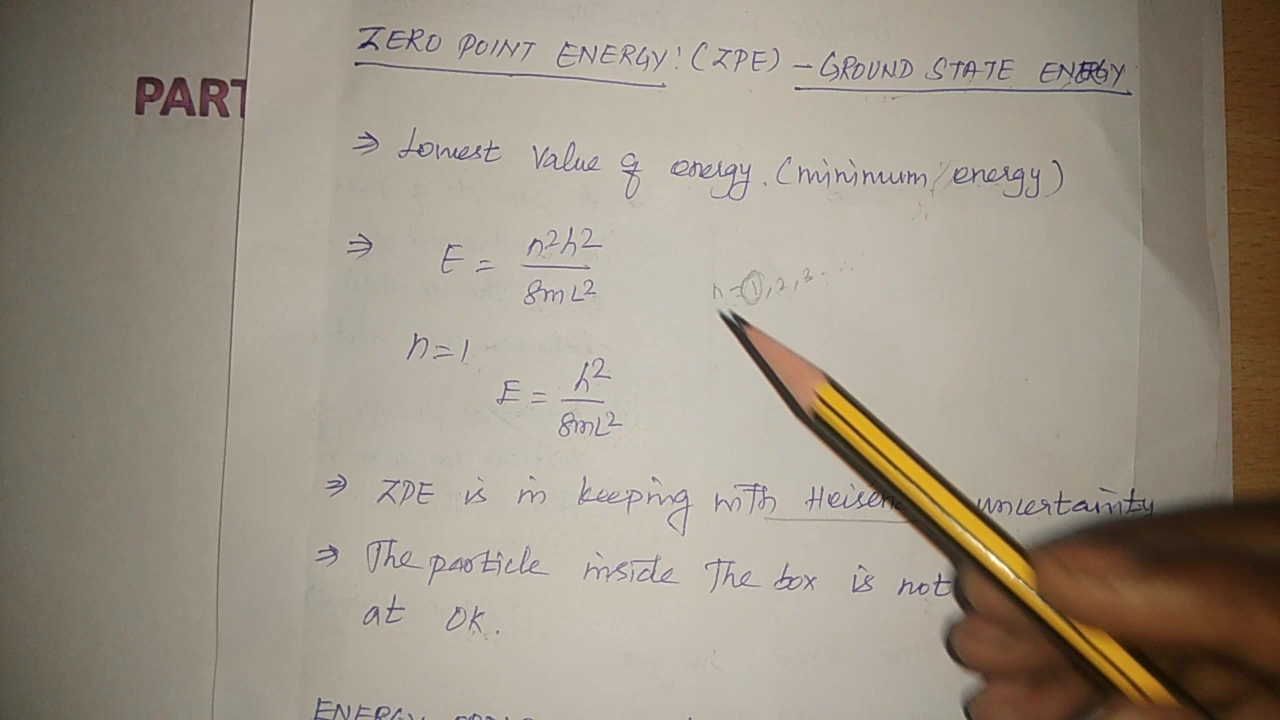 PART
ZERO POINT ENERGY: (ZPE) – GROUND STATE ENERGY
⇒ Lowest value of energy. (minimum energy)
⇒ E = n²h² / 8mL²
n = 1, 2, 3 ...
n=1
E = h² / 8mL²
⇒ ZPE is in keeping with uncertainty
⇒ The particle inside The box is not
at 0K.
ENERGY